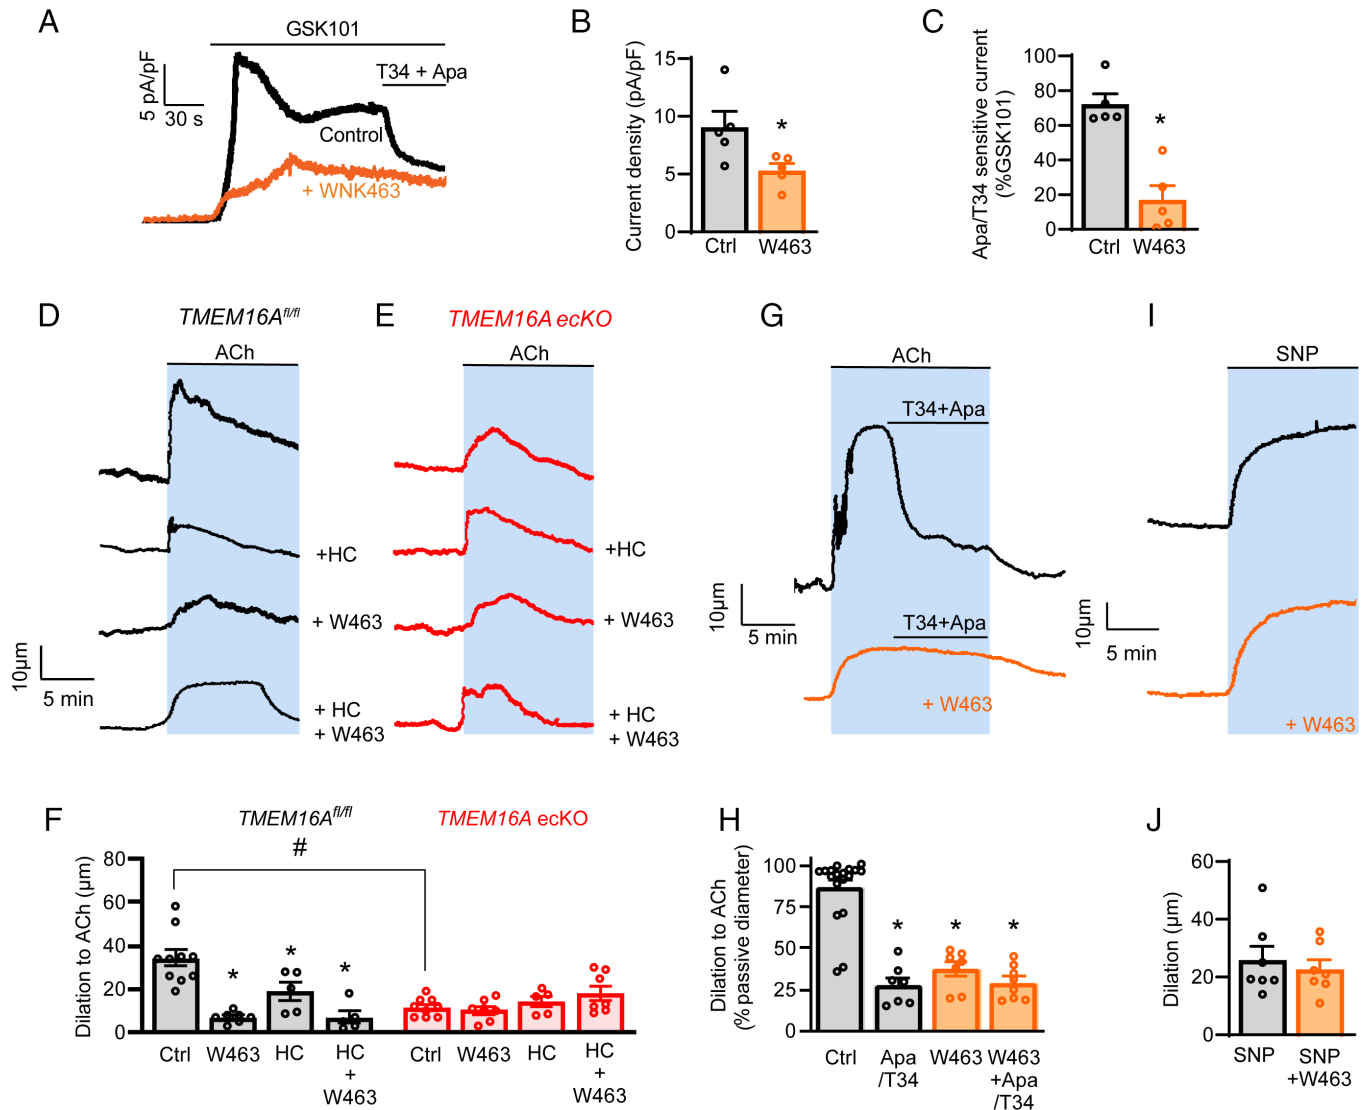 A
GSK101
T34 + Apa
5 pA/pF
30 s
Control
+ WNK463
B
Current density (pA/pF)
15
10
5
0
*
Ctrl
W463
C
Apa/T34 sensitive current
(%GSK101)
100
80
60
40
20
0
*
Ctrl
W463
D
TMEM16Afl/fl
ACh
+HC
+ W463
+ HC
+ W463
10µm
5 min
E
TMEM16A ecKO
ACh
+HC
+ W463
+ HC
+ W463
G
ACh
T34+Apa
10µm
5 min
T34+Apa
+ W463
I
SNP
10µm
5 min
+ W463
F
TMEM16Afl/fl
TMEM16A ecKO
#
Dilation to ACh (µm)
80
60
40
20
0
*
*
*
Ctrl
W463
HC
HC
+
W463
Ctrl
W463
HC
HC
+
W463
H
Dilation to ACh
(% passive diameter)
100
75
50
25
0
*
*
*
Ctrl
Apa
/T34
W463
W463
+Apa
/T34
J
Dilation (µm)
60
40
20
0
SNP
SNP
+W463